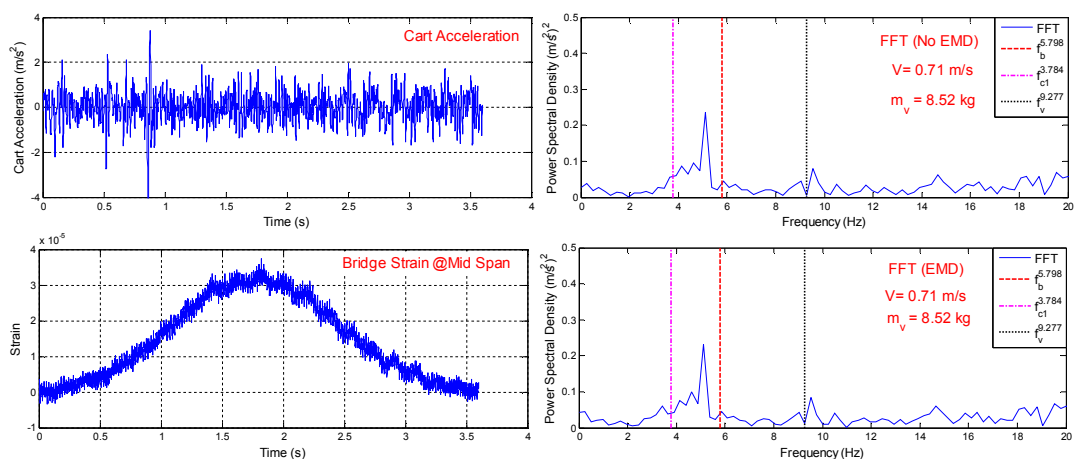 Cart Acceleration
Cart Acceleration (m/s²)
4
2
0
-2
-4
0 0.5 1 1.5 2 2.5 3 3.5 4
Time (s)
FFT (No EMD)
V= 0.71 m/s
m_v = 8.52 kg
FFT
f_b^5.798
f_c1^3.784
f_v^9.277
Power Spectral Density (m/s²)²
0.5
0.4
0.3
0.2
0.1
0
0 2 4 6 8 10 12 14 16 18 20
Frequency (Hz)
x 10⁻⁵
Bridge Strain @Mid Span
Strain
4
3
2
1
0
-1
0 0.5 1 1.5 2 2.5 3 3.5 4
Time (s)
FFT (EMD)
V= 0.71 m/s
m_v = 8.52 kg
FFT
f_b^5.798
f_c1^3.784
f_v^9.277
Power Spectral Density (m/s²)²
0.5
0.4
0.3
0.2
0.1
0
0 2 4 6 8 10 12 14 16 18 20
Frequency (Hz)